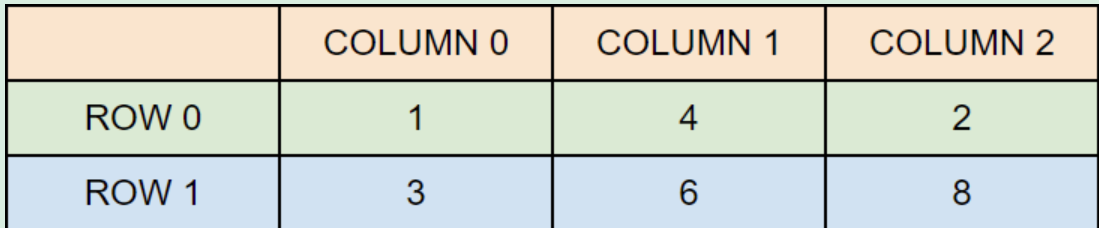 COLUMN 0 COLUMN 1 COLUMN 2
ROW 0 1 4 2
ROW 1 3 6 8